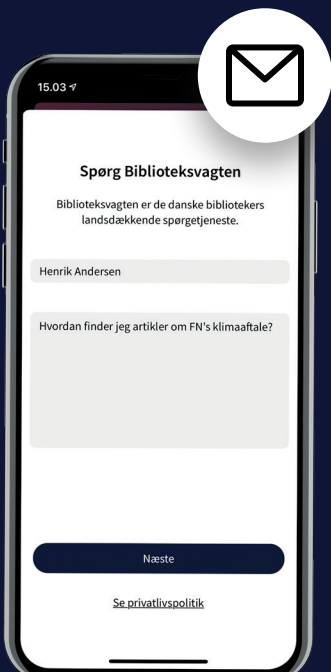 15.03
Spørg Biblioteksvagten
Biblioteksvagten er de danske bibliotekers
landsdækkende spørgetjeneste.
Henrik Andersen
Hvordan finder jeg artikler om FN's klimaaftale?
Næste
Se privatlivspolitik